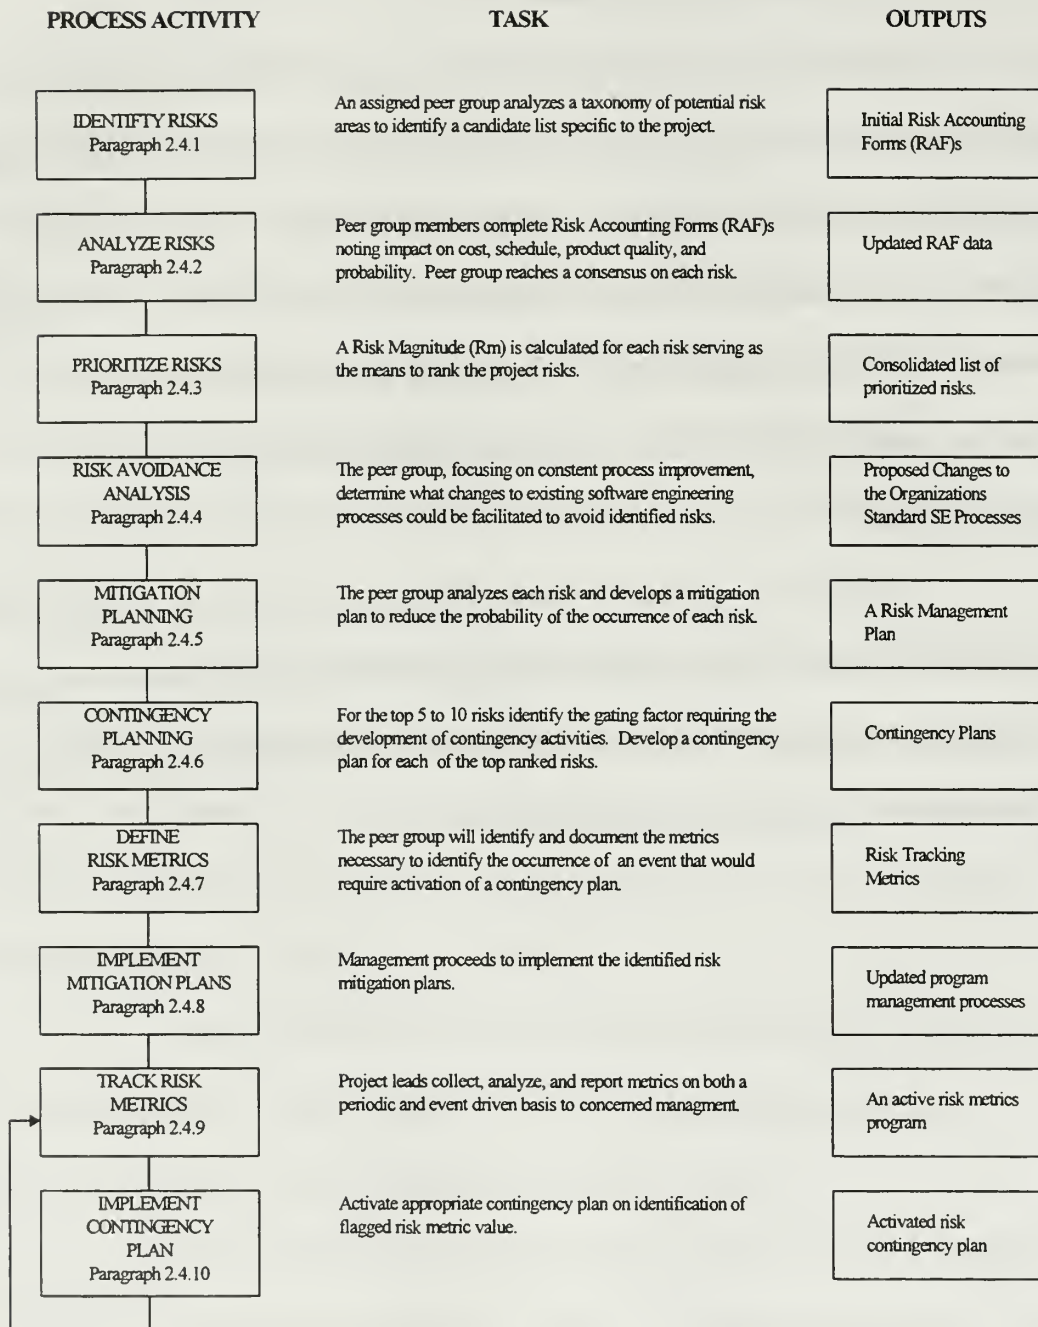 PROCESS ACTIVITY
TASK
OUTPUTS
IDENTIFTY RISKS
Paragraph 2.4.1
An assigned peer group analyzes a taxonomy of potential risk
areas to identify a candidate list specific to the project.
Initial Risk Accounting
Forms (RAF)s
ANALYZE RISKS
Paragraph 2.4.2
Peer group members complete Risk Accounting Forms (RAF)s
noting impact on cost, schedule, product quality, and
probability. Peer group reaches a consensus on each risk.
Updated RAF data
PRIORITIZE RISKS
Paragraph 2.4.3
A Risk Magnitude (Rm) is calculated for each risk serving as
the means to rank the project risks.
Consolidated list of
prioritized risks.
RISK AVOIDANCE
ANALYSIS
Paragraph 2.4.4
The peer group, focusing on constent process improvement,
determine what changes to existing software engineering
processes could be facilitated to avoid identified risks.
Proposed Changes to
the Organizations
Standard SE Processes
MITIGATION
PLANNING
Paragraph 2.4.5
The peer group analyzes each risk and develops a mitigation
plan to reduce the probability of the occurrence of each risk.
A Risk Management
Plan
CONTINGENCY
PLANNING
Paragraph 2.4.6
For the top 5 to 10 risks identify the gating factor requiring the
development of contingency activities. Develop a contingency
plan for each of the top ranked risks.
Contingency Plans
DEFINE
RISK METRICS
Paragraph 2.4.7
The peer group will identify and document the metrics
necessary to identify the occurrence of an event that would
require activation of a contingency plan.
Risk Tracking
Metrics
IMPLEMENT
MITIGATION PLANS
Paragraph 2.4.8
Management proceeds to implement the identified risk
mitigation plans.
Updated program
management processes
TRACK RISK
METRICS
Paragraph 2.4.9
Project leads collect, analyze, and report metrics on both a
periodic and event driven basis to concerned managment.
An active risk metrics
program
IMPLEMENT
CONTINGENCY
PLAN
Paragraph 2.4.10
Activate appropriate contingency plan on identification of
flagged risk metric value.
Activated risk
contingency plan